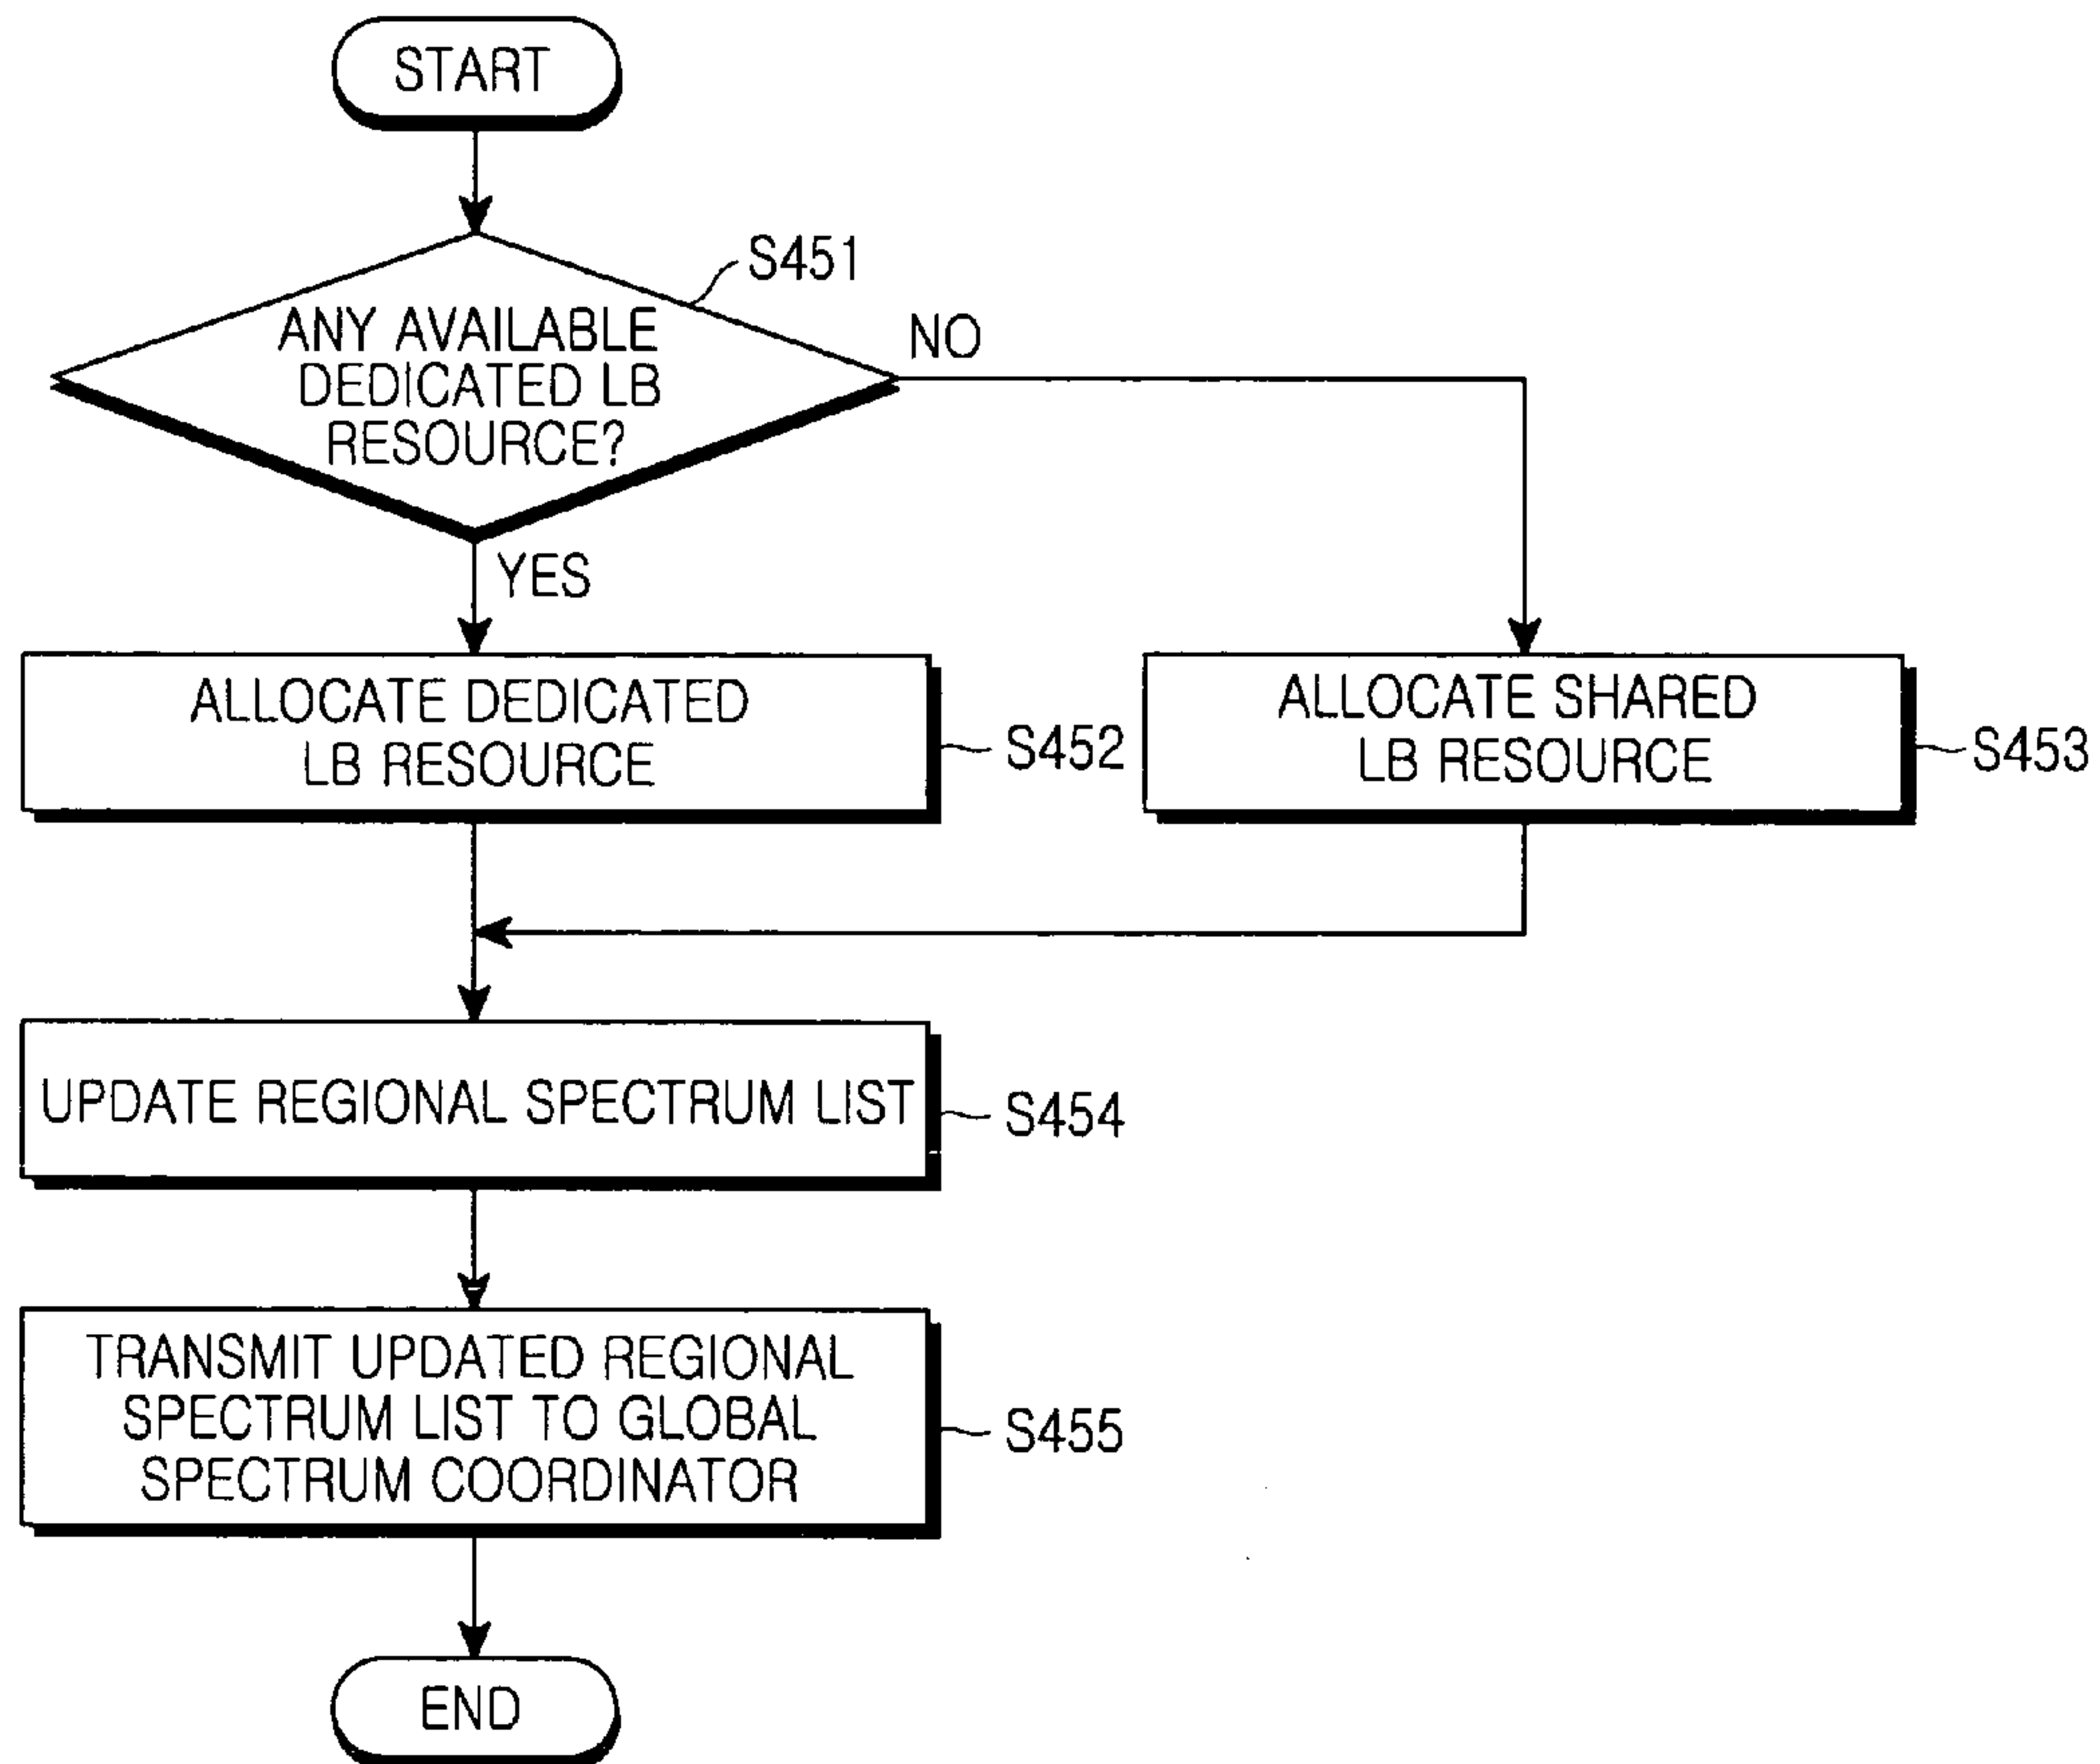 START
S451
ANY AVAILABLE
DEDICATED LB
RESOURCE?
NO
YES
ALLOCATE DEDICATED
LB RESOURCE
S452
ALLOCATE SHARED
LB RESOURCE
S453
UPDATE REGIONAL SPECTRUM LIST
S454
TRANSMIT UPDATED REGIONAL
SPECTRUM LIST TO GLOBAL
SPECTRUM COORDINATOR
S455
END